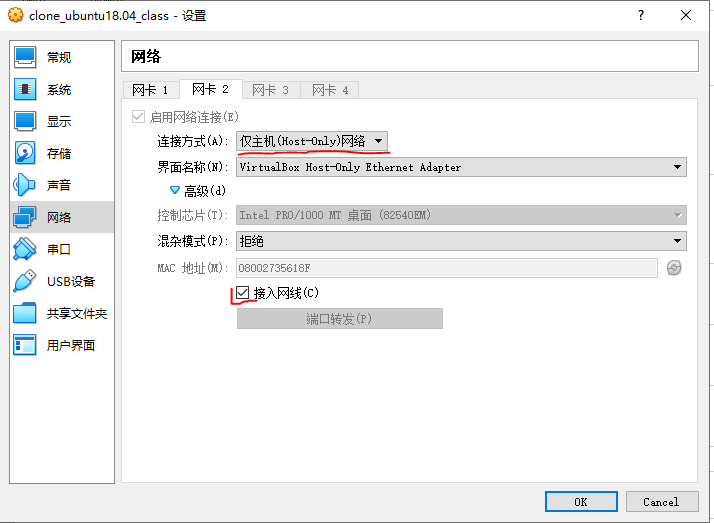 clone_ubuntu18.04_class - 设置
常规
系统
显示
存储
声音
网络
串口
USB设备
共享文件夹
用户界面
网络
网卡 1 网卡 2 网卡 3 网卡 4
启用网络连接(E)
连接方式(A): 仅主机(Host-Only)网络
界面名称(N): VirtualBox Host-Only Ethernet Adapter
高级(d)
控制芯片(T): Intel PRO/1000 MT 桌面 (82540EM)
混杂模式(P): 拒绝
MAC 地址(M): 08002735618F
接入网线(C)
端口转发(P)
OK Cancel